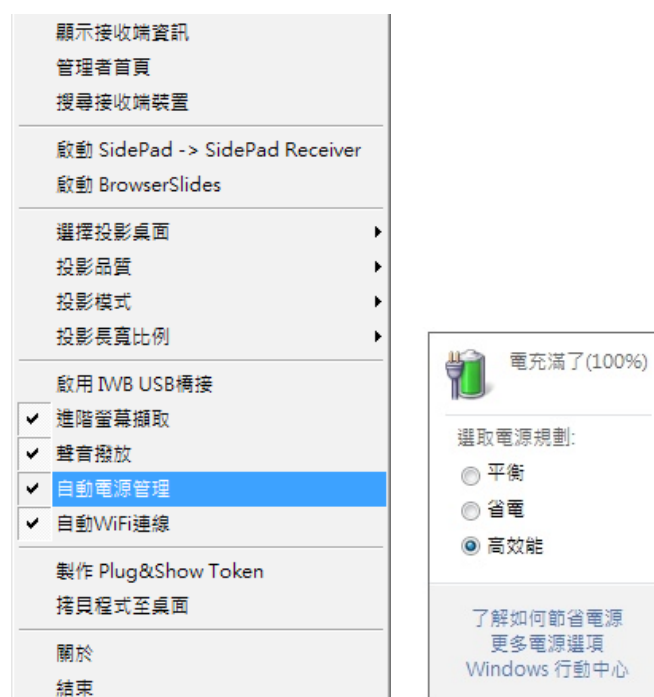 顯示接收端資訊
管理者首頁
搜尋接收端裝置
啟動 SidePad -> SidePad Receiver
啟動 BrowserSlides
選擇投影桌面
投影品質
投影模式
投影長寬比例
啟用 IWB USB橋接
進階螢幕擷取
聲音撥放
自動電源管理
自動WiFi連線
製作 Plug&Show Token
拷貝程式至桌面
關於
結束
電充滿了(100%)
選取電源規劃:
平衡
省電
高效能
了解如何節省電源
更多電源選項
Windows 行動中心